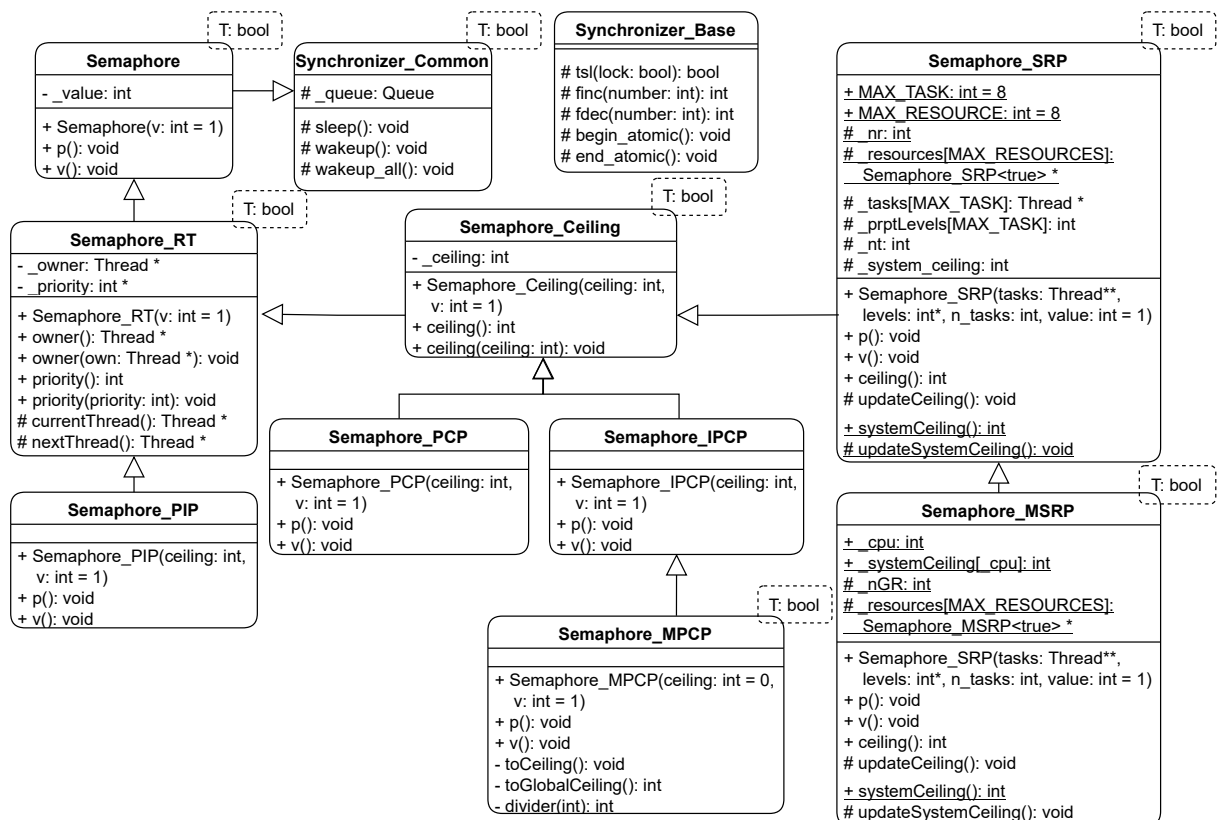 T: bool
Semaphore
- _value: int
+ Semaphore(v: int = 1)
+ p(): void
+ v(): void
T: bool
Synchronizer_Common
# _queue: Queue
# sleep(): void
# wakeup(): void
# wakeup_all(): void
Synchronizer_Base
# tsl(lock: bool): bool
# finc(number: int): int
# fdec(number: int): int
# begin_atomic(): void
# end_atomic(): void
T: bool
Semaphore_SRP
+ MAX_TASK: int = 8
+ MAX_RESOURCE: int = 8
# _nr: int
# _resources[MAX_RESOURCES]:
Semaphore_SRP<true> *
# _tasks[MAX_TASK]: Thread *
# _prptLevels[MAX_TASK]: int
# _nt: int
# _system_ceiling: int
+ Semaphore_SRP(tasks: Thread**,
levels: int*, n_tasks: int, value: int = 1)
+ p(): void
+ v(): void
+ ceiling(): int
# updateCeiling(): void
+ systemCeiling(): int
# updateSystemCeiling(): void
T: bool
Semaphore_RT
- _owner: Thread *
- _priority: int *
+ Semaphore_RT(v: int = 1)
+ owner(): Thread *
+ owner(own: Thread *): void
+ priority(): int
+ priority(priority: int): void
# currentThread(): Thread *
# nextThread(): Thread *
T: bool
Semaphore_Ceiling
- _ceiling: int
+ Semaphore_Ceiling(ceiling: int,
v: int = 1)
+ ceiling(): int
+ ceiling(ceiling: int): void
Semaphore_PIP
+ Semaphore_PIP(ceiling: int,
v: int = 1)
+ p(): void
+ v(): void
Semaphore_PCP
+ Semaphore_PCP(ceiling: int,
v: int = 1)
+ p(): void
+ v(): void
Semaphore_IPCP
+ Semaphore_IPCP(ceiling: int,
v: int = 1)
+ p(): void
+ v(): void
T: bool
Semaphore_MPCP
+ Semaphore_MPCP(ceiling: int = 0,
v: int = 1)
+ p(): void
+ v(): void
- toCeiling(): void
- toGlobalCeiling(): int
- divider(int): int
T: bool
Semaphore_MSRP
+ _cpu: int
+ _systemCeiling[_cpu]: int
# _nGR: int
# _resources[MAX_RESOURCES]:
Semaphore_MSRP<true> *
+ Semaphore_SRP(tasks: Thread**,
levels: int*, n_tasks: int, value: int = 1)
+ p(): void
+ v(): void
+ ceiling(): int
# updateCeiling(): void
+ systemCeiling(): int
# updateSystemCeiling(): void